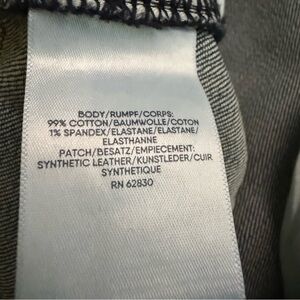 BODY/RUMPF/CORPS:
99% COTTON/BAUMWOLLE/COTON
1% SPANDEX/ELASTANE/ELASTANE/
ELASTHANNE
PATCH/BESATZ/EMPIECEMENT:
SYNTHETIC LEATHER/KUNSTLEDER/CUIR
SYNTHETIQUE
RN 62830